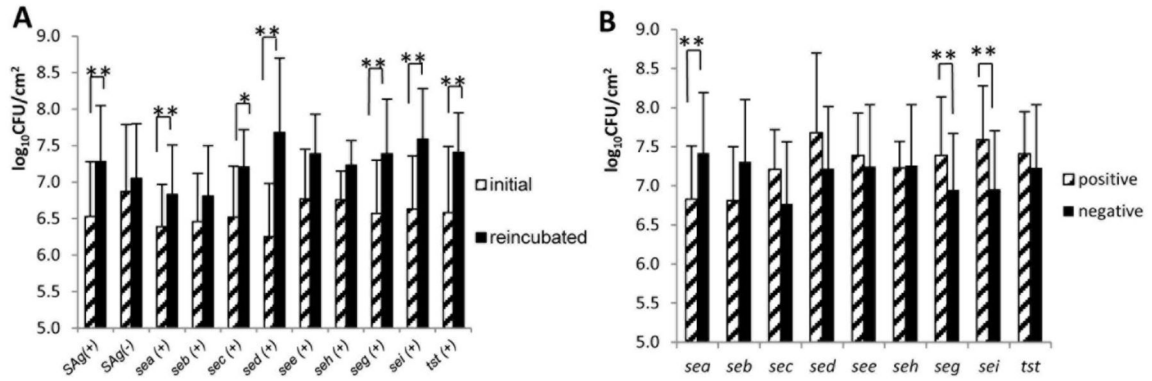 A
log10CFU/cm²
9.0
8.5
8.0
7.5
7.0
6.5
6.0
5.5
5.0
** ** * ** ** ** **
SAg(+) SAg(-) sea (+) seb (+) sec (+) sed (+) see (+) seh (+) seg (+) sei (+) tst (+)
initial
reincubated
B
log₁₀CFU/cm²
9.0
8.5
8.0
7.5
7.0
6.5
6.0
5.5
5.0
** ** **
sea seb sec sed see seh seg sei tst
positive
negative